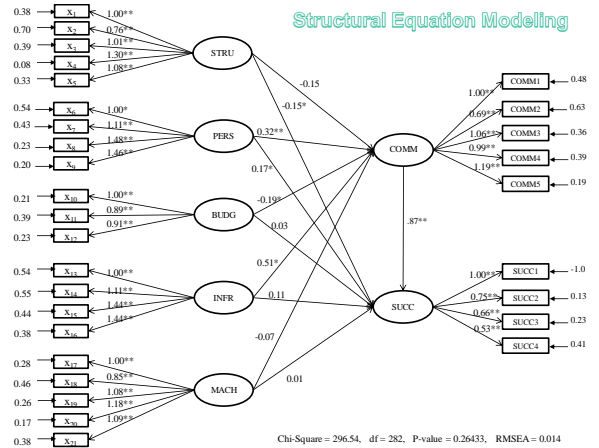 Structural Equation Modeling
0.38 x1 1.00**
0.70 x2 0.76**
0.39 x3 1.01**
0.08 x4 1.30**
0.33 x5 1.08**
STRU
-0.15
-0.15*
0.54 x6 1.00*
0.43 x7 1.11**
0.23 x8 1.48**
0.20 x9 1.46**
PERS
0.32**
0.17*
0.21 x10 1.00**
0.39 x11 0.89**
0.23 x12 0.91**
BUDG
-0.19*
0.03
0.54 x13 1.00**
0.55 x14 1.11**
0.44 x15 1.44**
0.38 x16 1.44**
INFR
0.51*
0.11
0.28 x17 1.00**
0.46 x18 0.85**
0.26 x19 1.08**
0.17 x20 1.18**
0.38 x21 1.09**
MACH
-0.07
0.01
COMM
.87**
SUCC
1.00** COMM1 0.48
0.69** COMM2 0.63
1.06** COMM3 0.36
0.99** COMM4 0.39
1.19** COMM5 0.19
1.00** SUCC1 -1.0
0.75** SUCC2 0.13
0.66** SUCC3 0.23
0.53** SUCC4 0.41
Chi-Square = 296.54, df = 282, P-value = 0.26433, RMSEA = 0.014